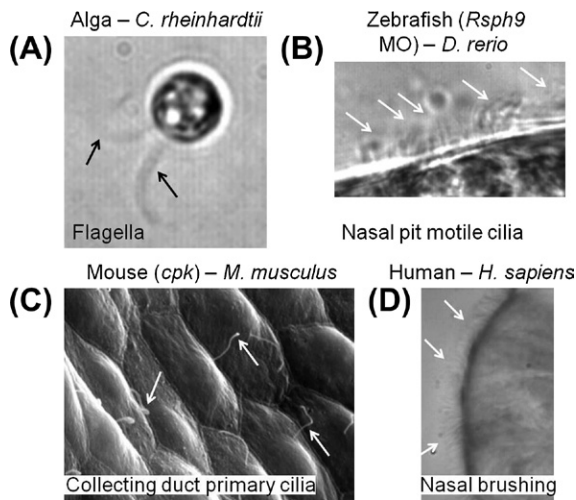 Alga – C. rheinhardtii
(A)
Flagella
Zebrafish (Rsph9
MO) – D. rerio
(B)
Nasal pit motile cilia
Mouse (cpk) – M. musculus
(C)
Collecting duct primary cilia
Human – H. sapiens
(D)
Nasal brushing